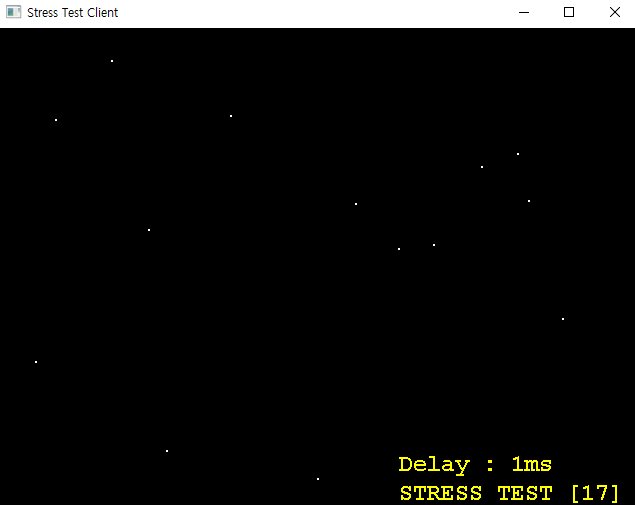 Stress Test Client
Delay : 1ms
STRESS TEST [17]